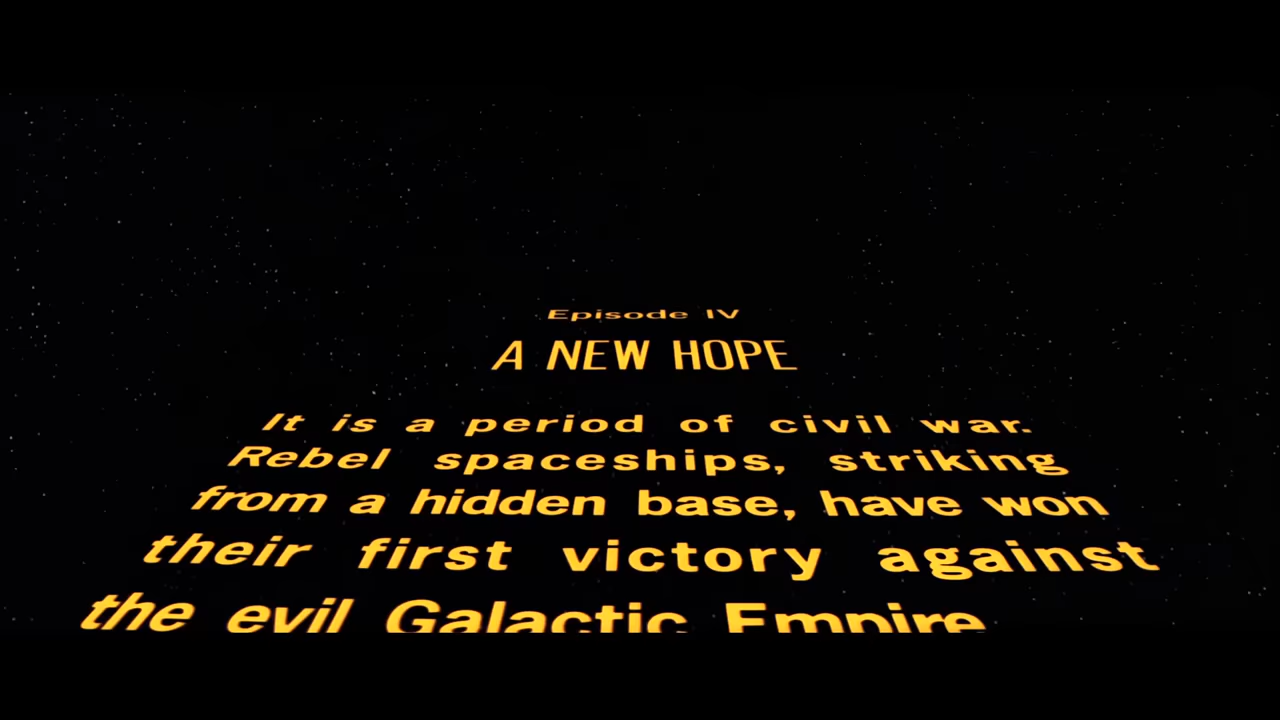 Episode IV
A NEW HOPE
It is a period of civil war.
Rebel spaceships, striking
from a hidden base, have won
their first victory against
the evil Galactic Empire